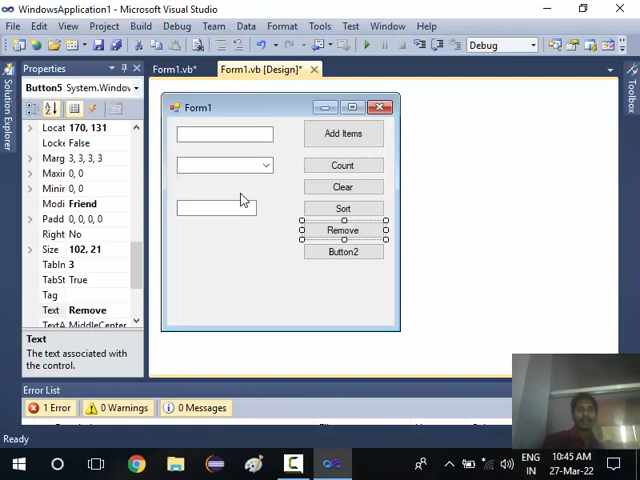 WindowsApplication1 - Microsoft Visual Studio
File Edit View Project Build Debug Team Data Format Tools Test Window Help
Debug
Solution Explorer
Properties
Button5 System.Window
Locat 170, 131
Locke False
Marg 3, 3, 3, 3
Maxin 0, 0
Minin 0, 0
Modi Friend
Padd 0, 0, 0, 0
Right No
Size 102, 21
TabIn 3
TabSt True
Tag
Text Remove
TextA MiddleCenter
Text
The text associated with the control.
Form1.vb* Form1.vb [Design]*
Form1
Add Items
Count
Clear
Sort
Remove
Button2
Toolbox
Error List
1 Error 0 Warnings 0 Messages
Ready
10:45 AM
ENG
IN
27-Mar-22